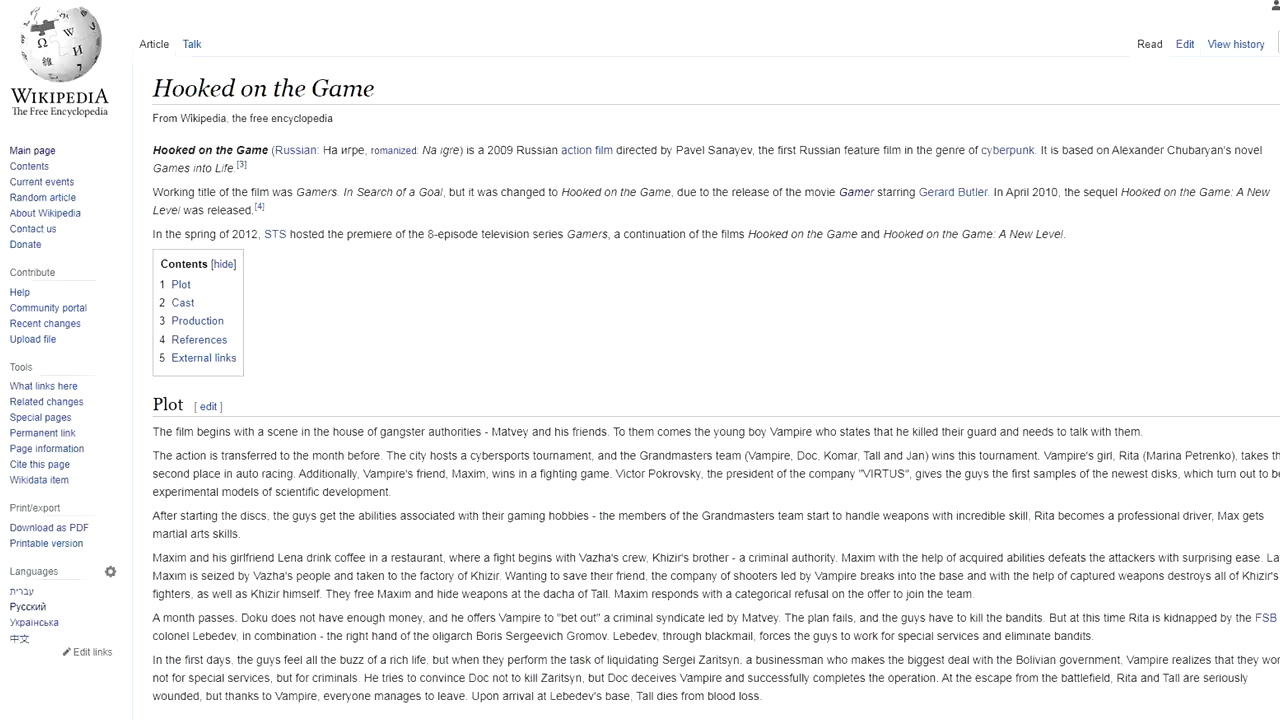 WIKIPEDIA
The Free Encyclopedia
Main page
Contents
Current events
Random article
About Wikipedia
Contact us
Donate
Contribute
Help
Community portal
Recent changes
Upload file
Tools
What links here
Related changes
Special pages
Permanent link
Page information
Cite this page
Wikidata item
Print/export
Download as PDF
Printable version
Languages
עברית
Русский
Українська
中文
Edit links
Article Talk
Read Edit View history
Hooked on the Game
From Wikipedia, the free encyclopedia
Hooked on the Game (Russian: На игре, romanized: Na igre) is a 2009 Russian action film directed by Pavel Sanayev, the first Russian feature film in the genre of cyberpunk. It is based on Alexander Chubaryan's novel
Games into Life.[3]
Working title of the film was Gamers. In Search of a Goal, but it was changed to Hooked on the Game, due to the release of the movie Gamer starring Gerard Butler. In April 2010, the sequel Hooked on the Game: A New
Level was released.[4]
In the spring of 2012, STS hosted the premiere of the 8-episode television series Gamers, a continuation of the films Hooked on the Game and Hooked on the Game: A New Level.
Contents [hide]
1 Plot
2 Cast
3 Production
4 References
5 External links
Plot [ edit ]
The film begins with a scene in the house of gangster authorities - Matvey and his friends. To them comes the young boy Vampire who states that he killed their guard and needs to talk with them.
The action is transferred to the month before. The city hosts a cybersports tournament, and the Grandmasters team (Vampire, Doc, Komar, Tall and Jan) wins this tournament. Vampire's girl, Rita (Marina Petrenko), takes th
second place in auto racing. Additionally, Vampire's friend, Maxim, wins in a fighting game. Victor Pokrovsky, the president of the company "VIRTUS", gives the guys the first samples of the newest disks, which turn out to be
experimental models of scientific development.
After starting the discs, the guys get the abilities associated with their gaming hobbies - the members of the Grandmasters team start to handle weapons with incredible skill, Rita becomes a professional driver, Max gets
martial arts skills.
Maxim and his girlfriend Lena drink coffee in a restaurant, where a fight begins with Vazha's crew, Khizir's brother - a criminal authority. Maxim with the help of acquired abilities defeats the attackers with surprising ease. La
Maxim is seized by Vazha's people and taken to the factory of Khizir. Wanting to save their friend, the company of shooters led by Vampire breaks into the base and with the help of captured weapons destroys all of Khizir's
fighters, as well as Khizir himself. They free Maxim and hide weapons at the dacha of Tall. Maxim responds with a categorical refusal on the offer to join the team.
A month passes. Doku does not have enough money, and he offers Vampire to "bet out" a criminal syndicate led by Matvey. The plan fails, and the guys have to kill the bandits. But at this time Rita is kidnapped by the FSB
colonel Lebedev, in combination - the right hand of the oligarch Boris Sergeevich Gromov. Lebedev, through blackmail, forces the guys to work for special services and eliminate bandits.
In the first days, the guys feel all the buzz of a rich life, but when they perform the task of liquidating Sergei Zaritsyn, a businessman who makes the biggest deal with the Bolivian government, Vampire realizes that they wor
not for special services, but for criminals. He tries to convince Doc not to kill Zaritsyn, but Doc deceives Vampire and successfully completes the operation. At the escape from the battlefield, Rita and Tall are seriously
wounded, but thanks to Vampire, everyone manages to leave. Upon arrival at Lebedev's base, Tall dies from blood loss.